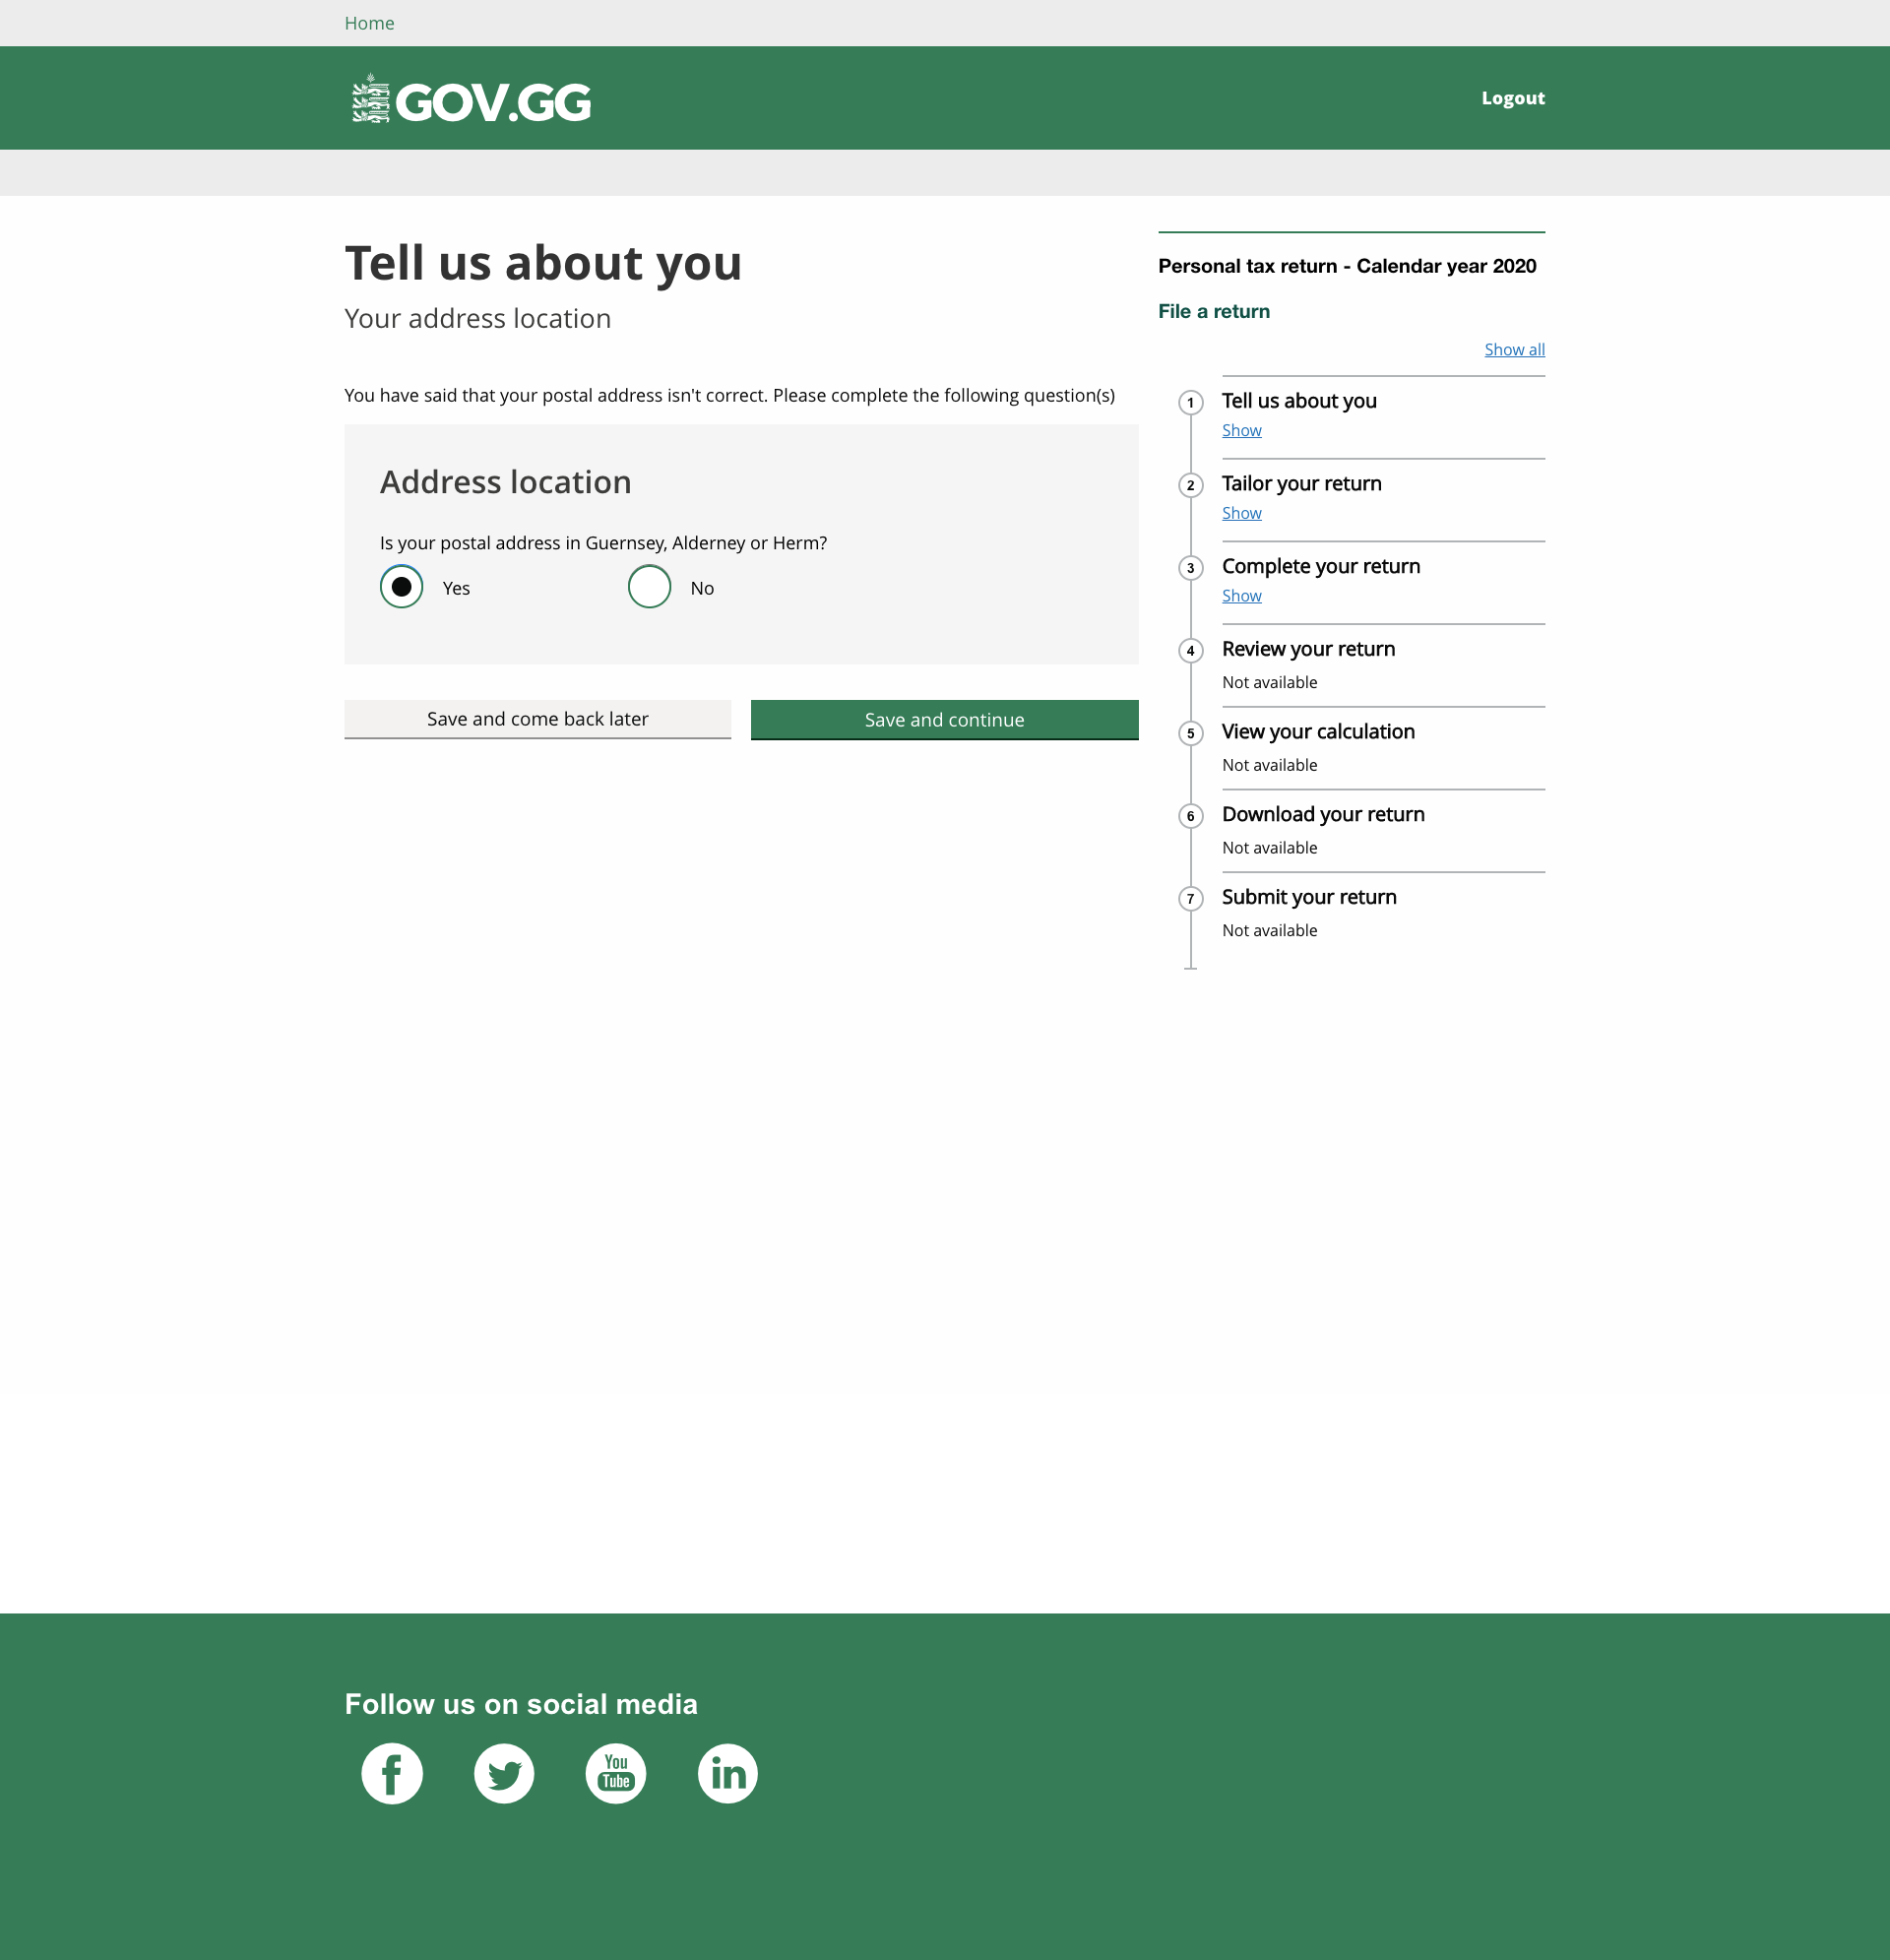 Home
GOV.GG
Logout
Tell us about you
Your address location
You have said that your postal address isn't correct. Please complete the following question(s)
Address location
Is your postal address in Guernsey, Alderney or Herm?
Yes
No
Save and come back later
Save and continue
Personal tax return - Calendar year 2020
File a return
Show all
1
Tell us about you
Show
2
Tailor your return
Show
3
Complete your return
Show
4
Review your return
Not available
5
View your calculation
Not available
6
Download your return
Not available
7
Submit your return
Not available
Follow us on social media
f
You
Tube
in